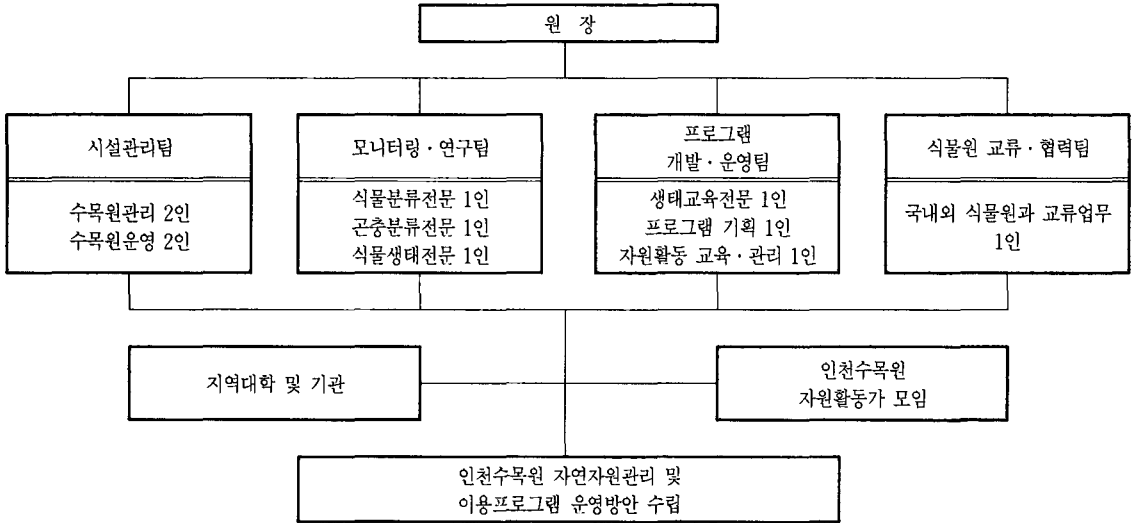 원 장
시설관리팀
수목원관리 2인
수목원운영 2인
모니터링·연구팀
식물분류전문 1인
곤충분류전문 1인
식물생태전문 1인
프로그램
개발·운영팀
생태교육전문 1인
프로그램 기획 1인
자원활동 교육·관리 1인
식물원 교류·협력팀
국내외 식물원과 교류업무
1인
지역대학 및 기관
인천수목원
자원활동가 모임
인천수목원 자연자원관리 및
이용프로그램 운영방안 수립